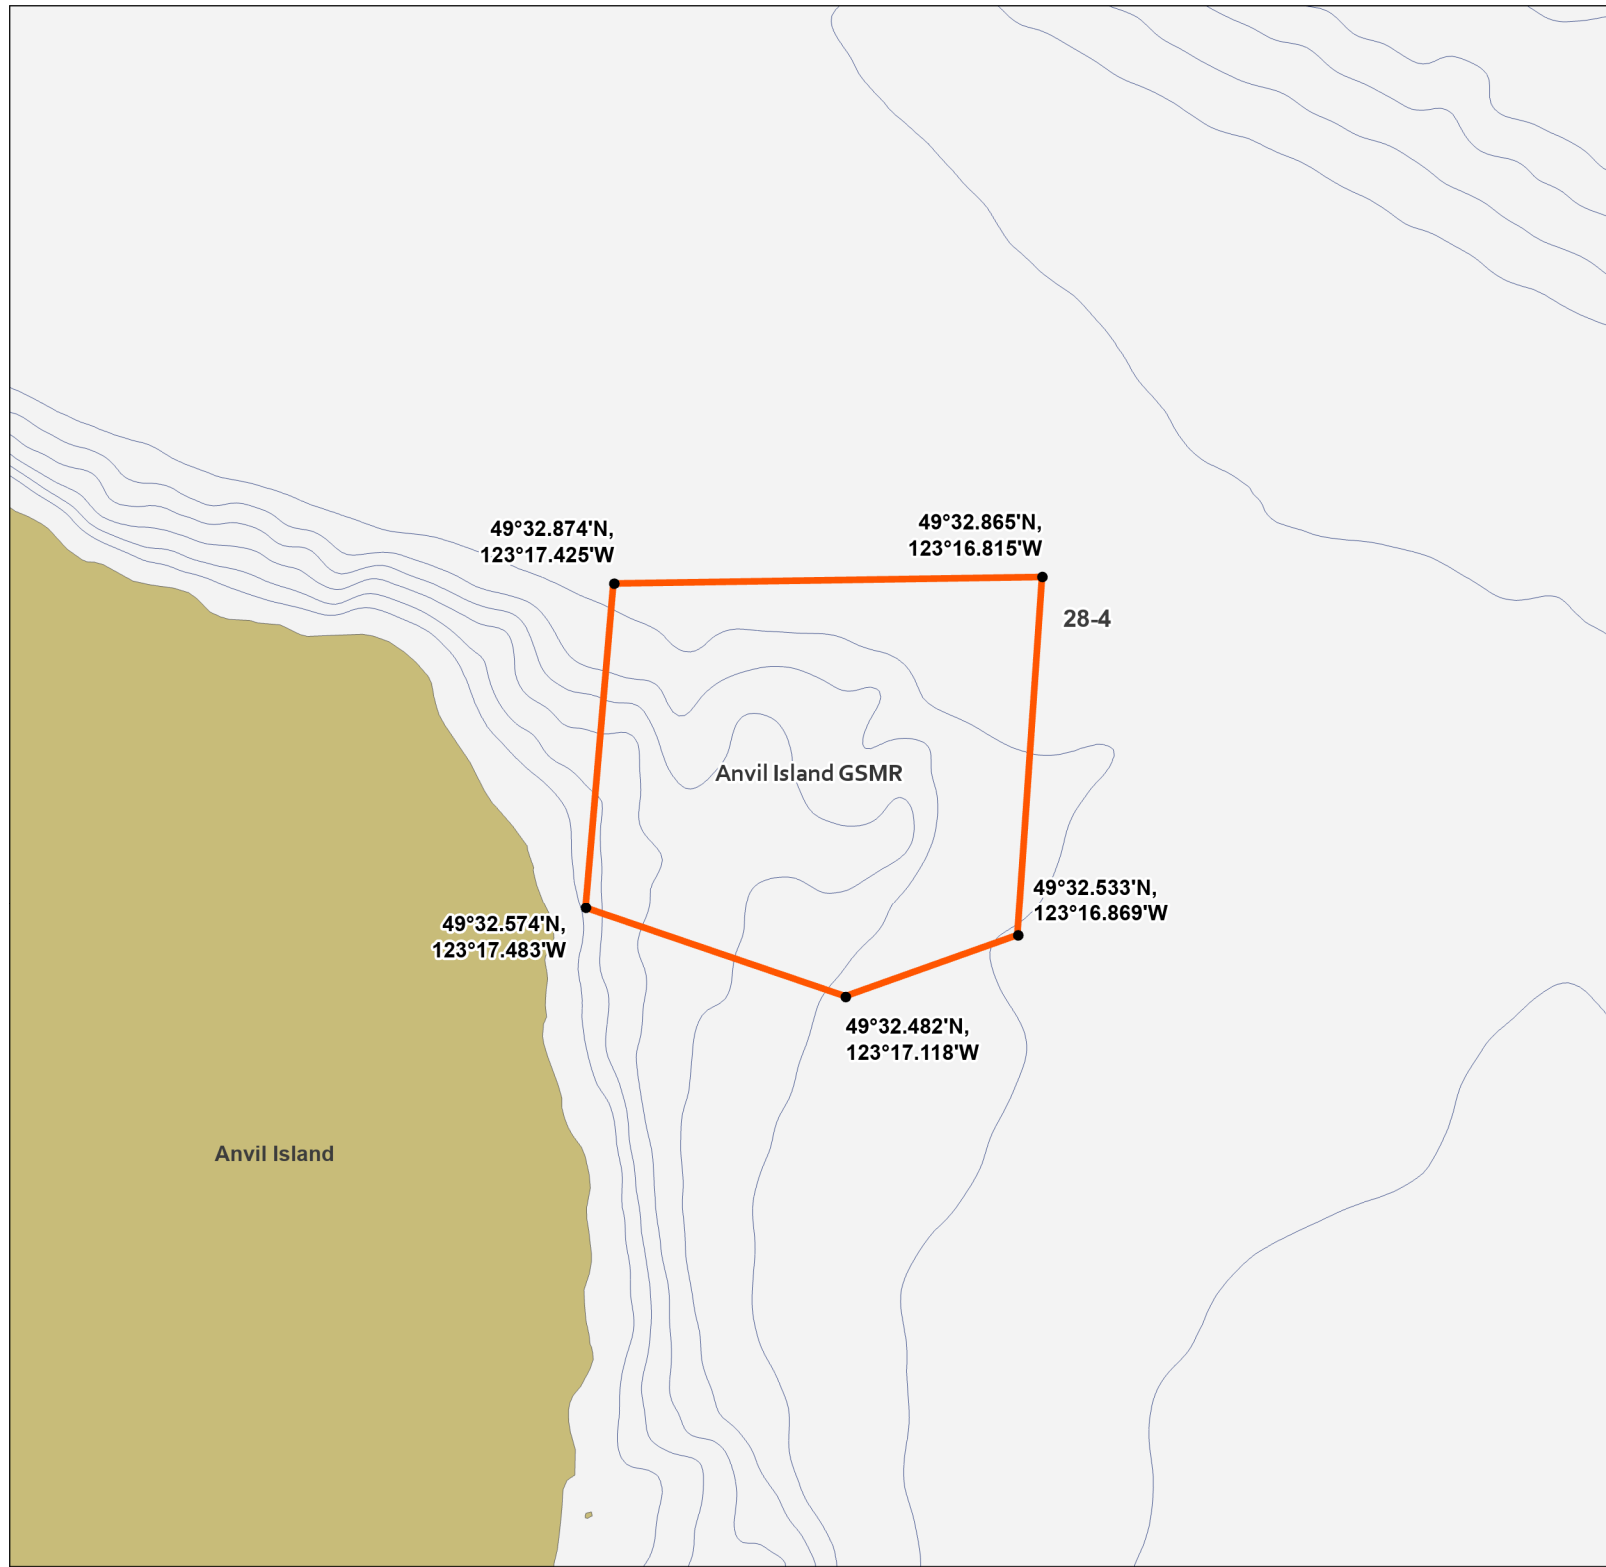 49°32.874'N,
123°17.425'W
49°32.865'N,
123°16.815'W
28-4
Anvil Island GSMR
49°32.533'N,
123°16.869'W
49°32.574'N,
123°17.483'W
49°32.482'N,
123°17.118'W
Anvil Island